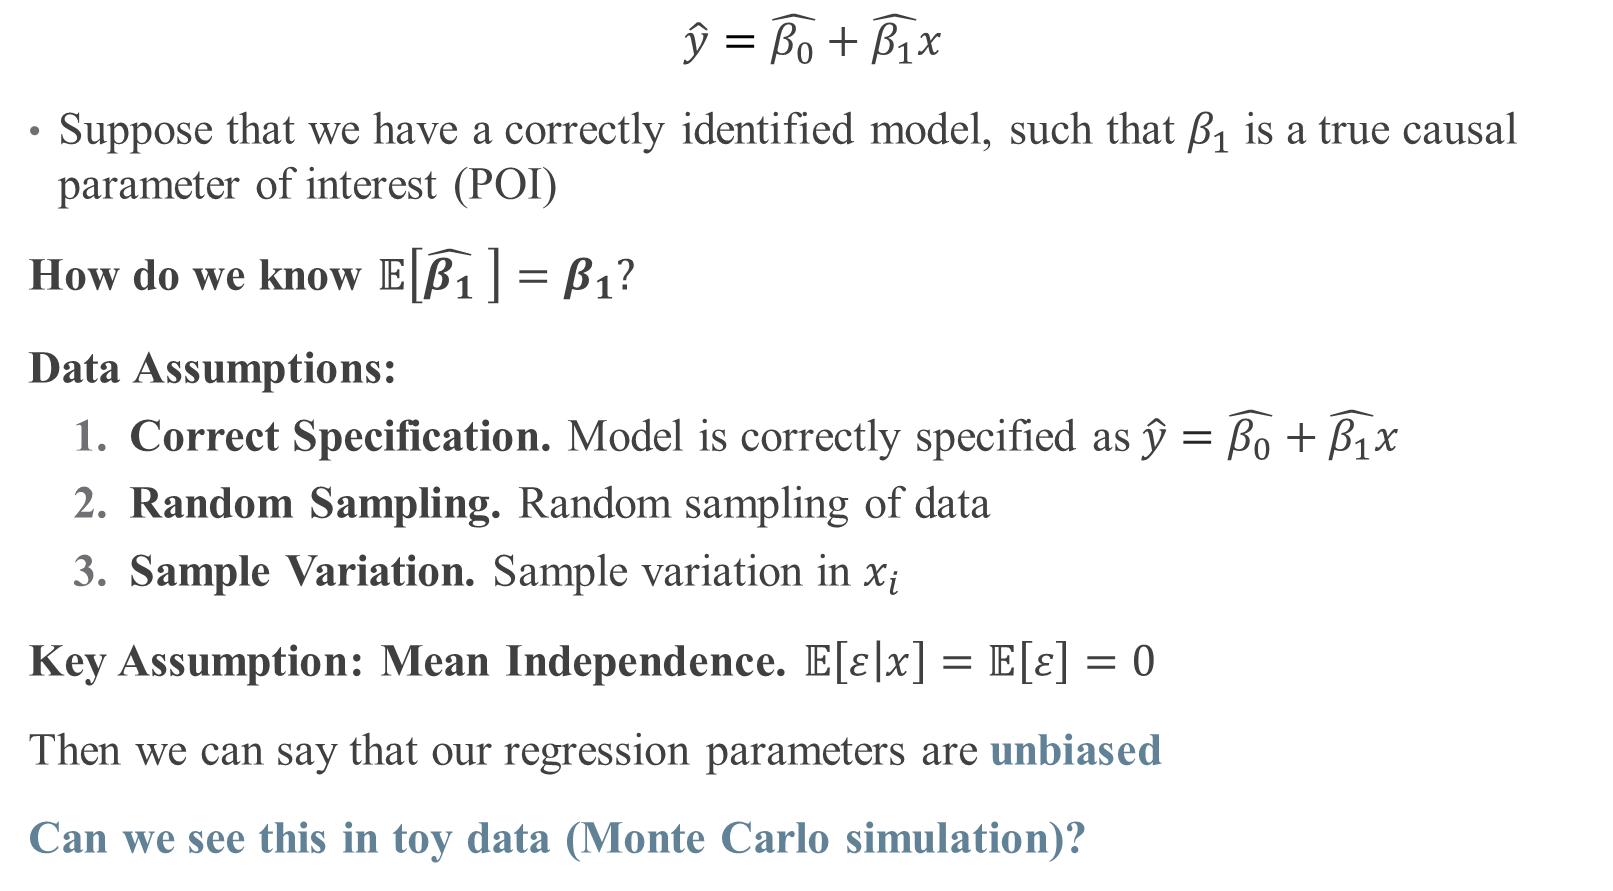 ŷ = β̂₀ + β̂₁x
• Suppose that we have a correctly identified model, such that β₁ is a true causal
parameter of interest (POI)
How do we know 𝔼[β̂₁ ] = β₁?
Data Assumptions:
1. Correct Specification. Model is correctly specified as ŷ = β̂₀ + β̂₁x
2. Random Sampling. Random sampling of data
3. Sample Variation. Sample variation in xᵢ
Key Assumption: Mean Independence. 𝔼[ε|x] = 𝔼[ε] = 0
Then we can say that our regression parameters are unbiased
Can we see this in toy data (Monte Carlo simulation)?